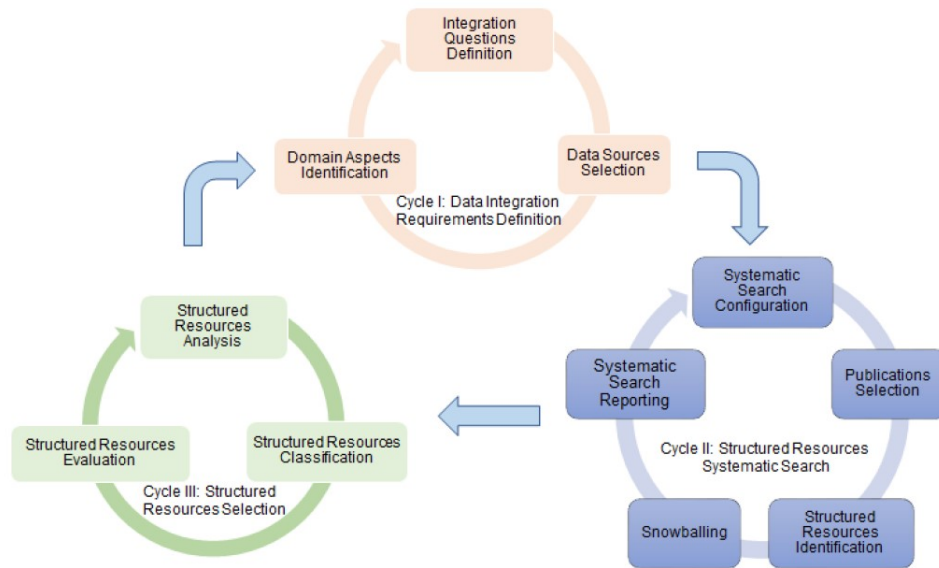 Integration
Questions
Definition
Domain Aspects
Identification
Data Sources
Selection
Cycle I: Data Integration
Requirements Definition
Systematic
Search
Configuration
Publications
Selection
Structured
Resources
Identification
Snowballing
Systematic
Search
Reporting
Cycle II: Structured Resources
Systematic Search
Structured
Resources
Analysis
Structured Resources
Classification
Structured Resources
Evaluation
Cycle III: Structured
Resources Selection